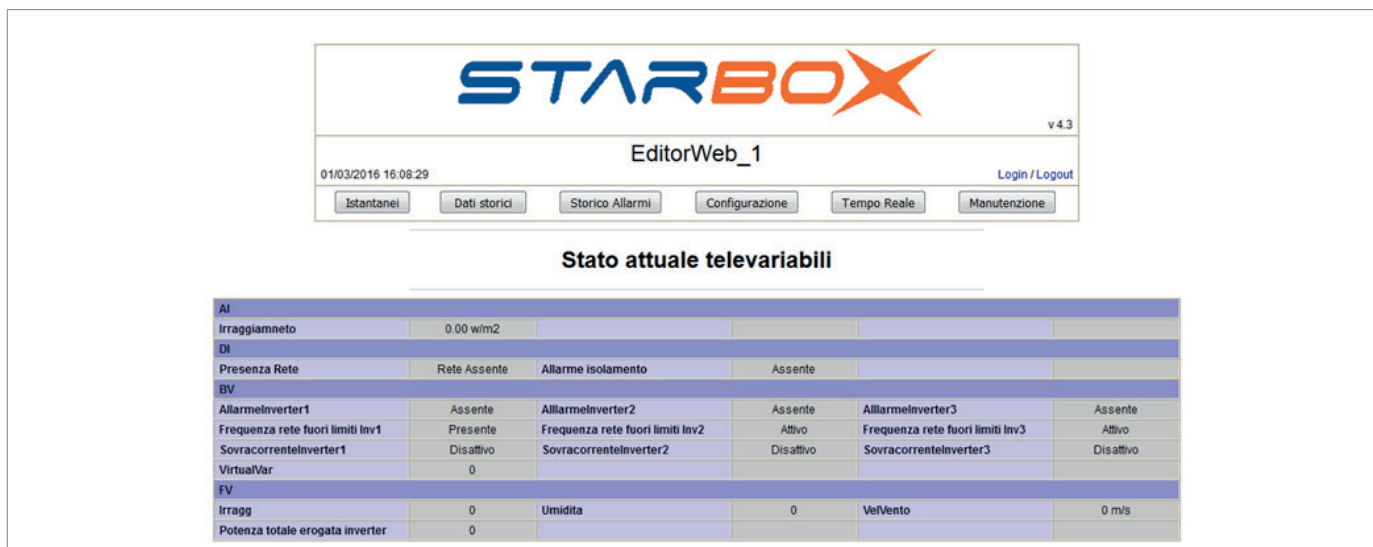 STARBOX
v 4.3
EditorWeb_1
01/03/2016 16:08:29 Login / Logout
Istantanei Dati storici Storico Allarmi Configurazione Tempo Reale Manutenzione
Stato attuale televariabili
AI
Irraggiamneto 0.00 w/m2
DI
Presenza Rete Rete Assente Allarme isolamento Assente
BV
AllarmeInverter1 Assente AlllarmeInverter2 Assente AlllarmeInverter3 Assente
Frequenza rete fuori limiti Inv1 Presente Frequenza rete fuori limiti Inv2 Attivo Frequenza rete fuori limiti Inv3 Attivo
SovracorrenteInverter1 Disattivo SovracorrenteInverter2 Disattivo SovracorrenteInverter3 Disattivo
VirtualVar 0
FV
Irragg 0 Umidita 0 VelVento 0 m/s
Potenza totale erogata inverter 0